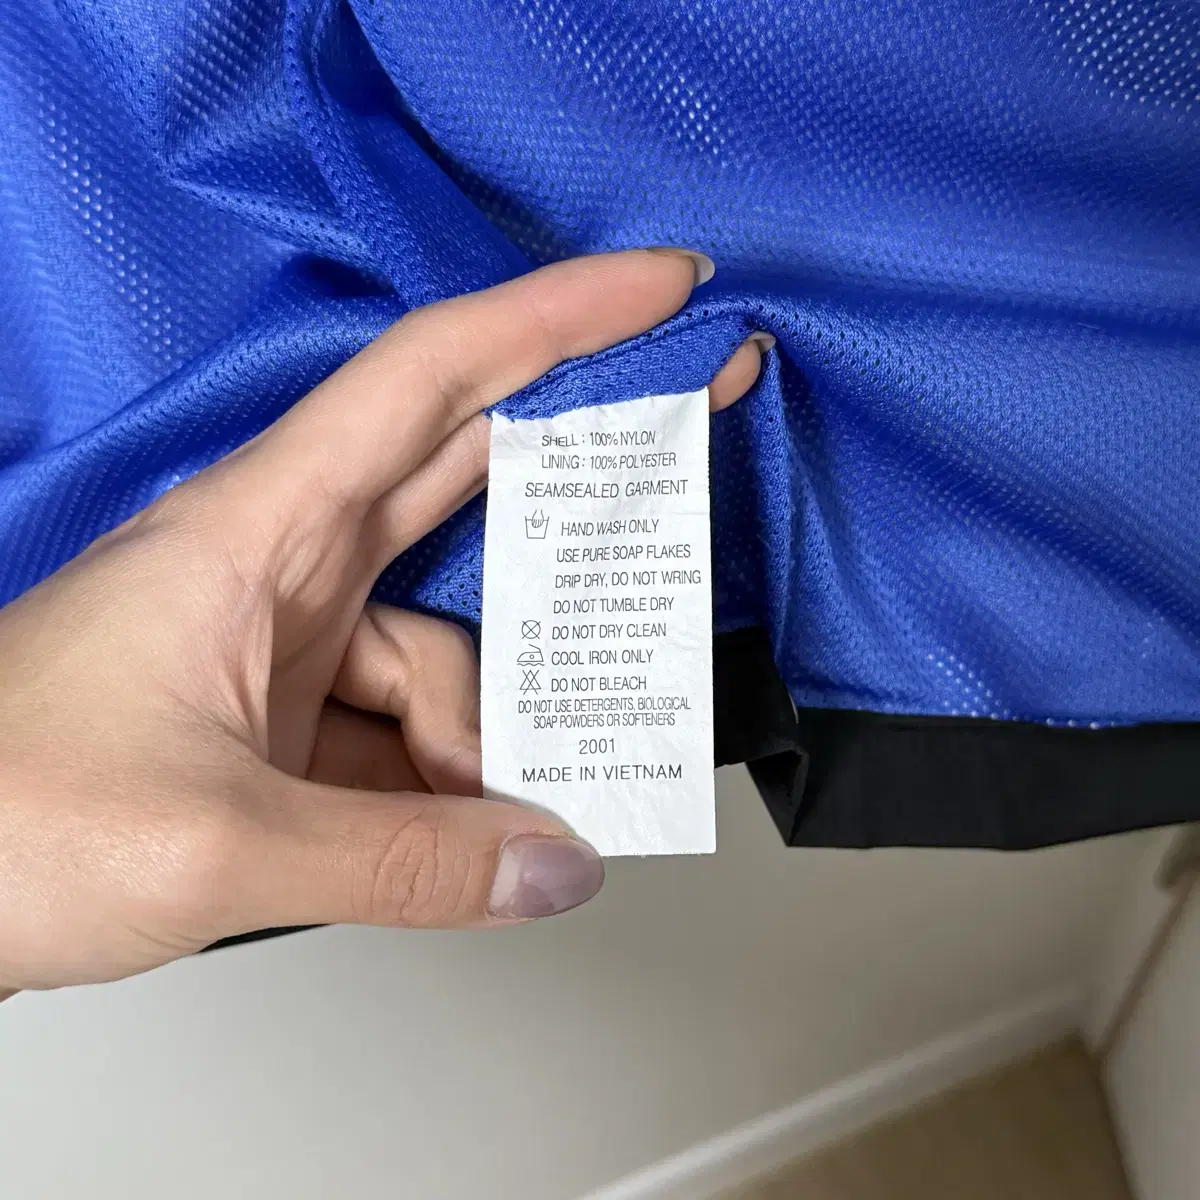 SHELL : 100% NYLON
LINING : 100% POLYESTER
SEAMSEALED GARMENT
HAND WASH ONLY
USE PURE SOAP FLAKES
DRIP DRY, DO NOT WRING
DO NOT TUMBLE DRY
DO NOT DRY CLEAN
COOL IRON ONLY
DO NOT BLEACH
DO NOT USE DETERGENTS, BIOLOGICAL
SOAP POWDERS OR SOFTENERS
2001
MADE IN VIETNAM